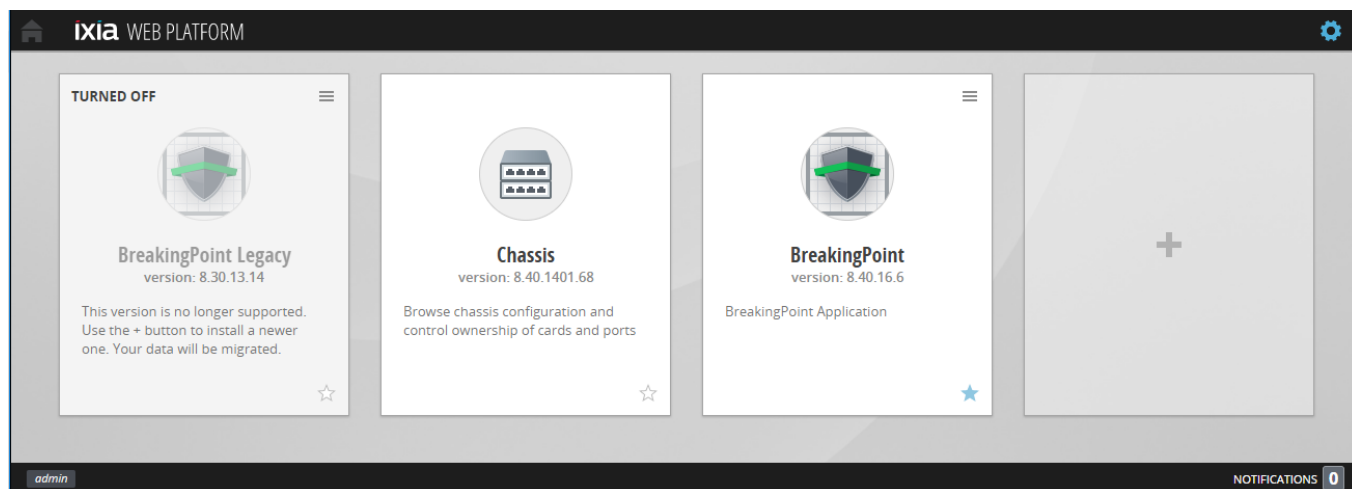 ixia WEB PLATFORM
TURNED OFF
BreakingPoint Legacy
version: 8.30.13.14
This version is no longer supported.
Use the + button to install a newer
one. Your data will be migrated.
Chassis
version: 8.40.1401.68
Browse chassis configuration and
control ownership of cards and ports
BreakingPoint
version: 8.40.16.6
BreakingPoint Application
admin
NOTIFICATIONS 0